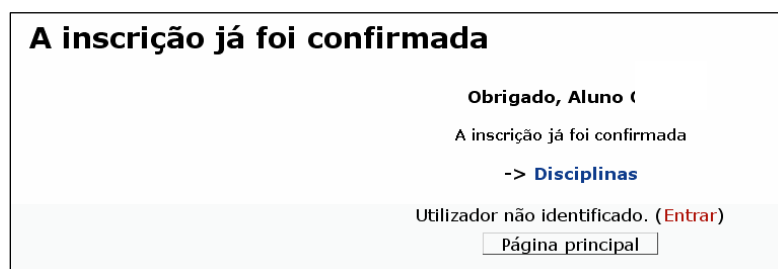 A inscrição já foi confirmada
Obrigado, Aluno
A inscrição já foi confirmada
-> Disciplinas
Utilizador não identificado. (Entrar)
Página principal